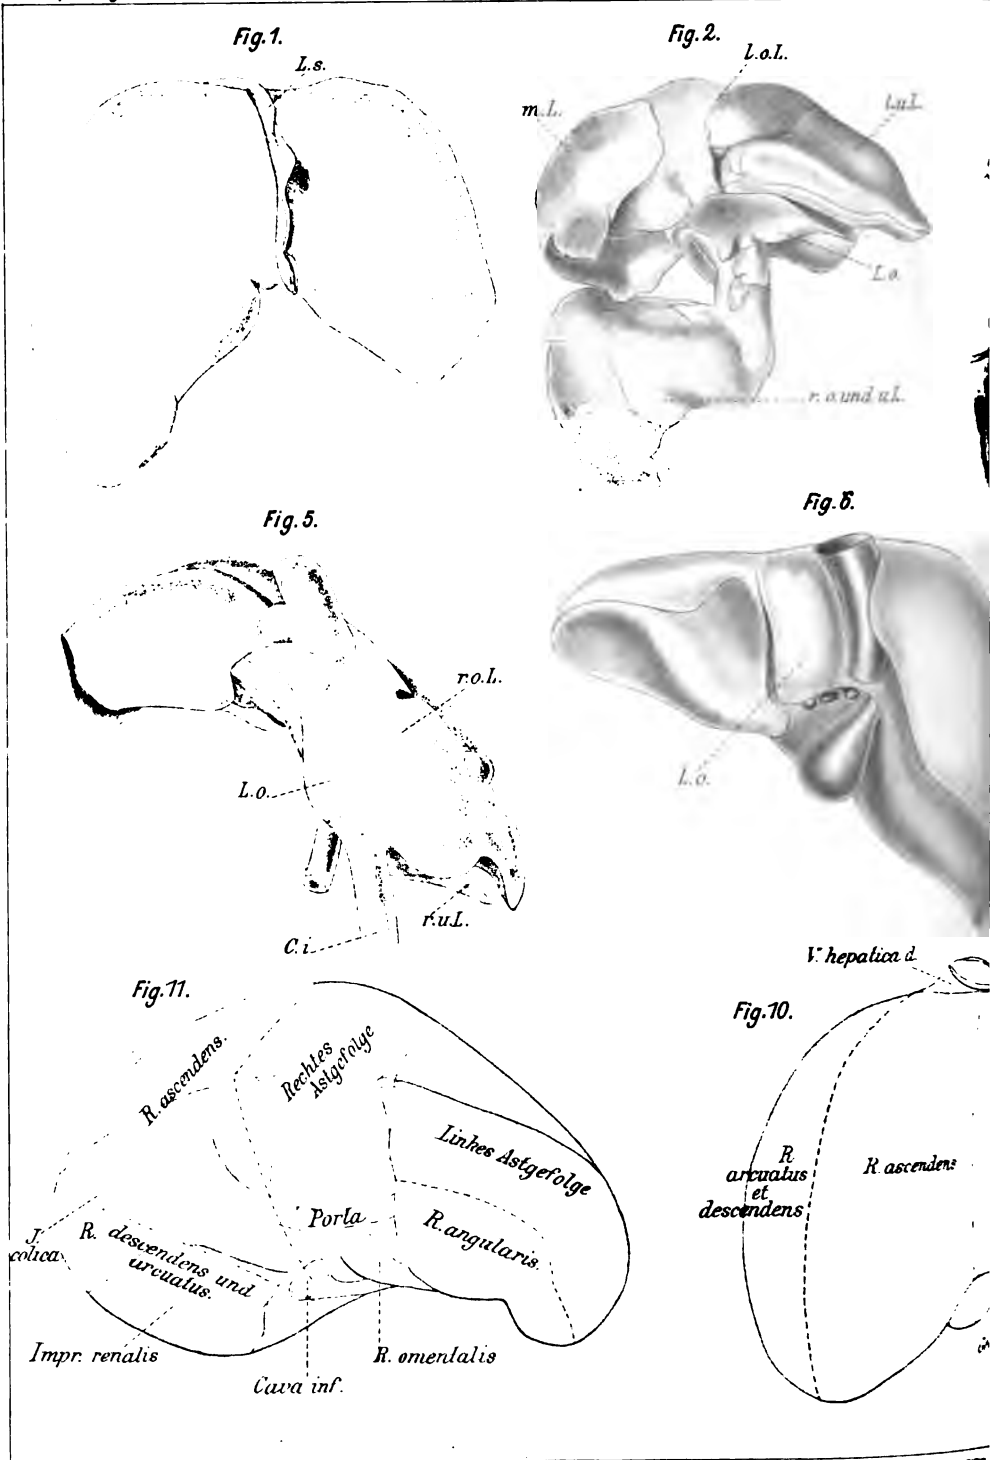 Fig. 1.
L.s.
Fig. 2.
l.o.L.
m.L.
l.u.L.
L.o.
r. o. und u.L.
Fig. 5.
r.o.L.
L.o.
r.u.L.
C. i.
Fig. 6.
L.o.
Fig. 11.
R. ascendens.
Rechtes
Astgefolge
Linkes Astgefolge
Porta
R. angularis.
J.
colica
R. descendens und
arcuatus.
Impr. renalis
R. omentalis
Cava inf.
V. hepatica d.
Fig. 10.
R
arcuatus
et
descendens
R. ascendens